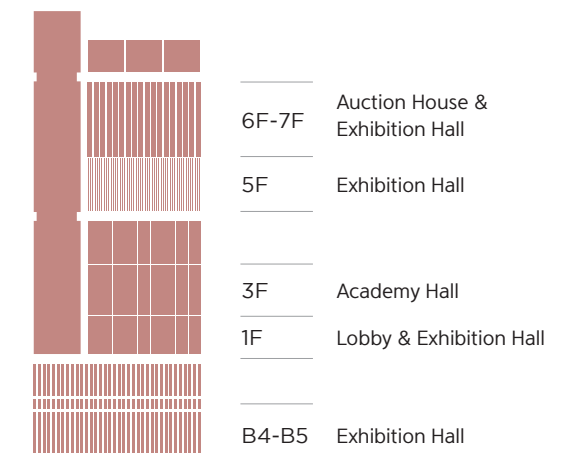 6F-7F
Auction House &
Exhibition Hall
5F
Exhibition Hall
3F
Academy Hall
1F
Lobby & Exhibition Hall
B4-B5
Exhibition Hall